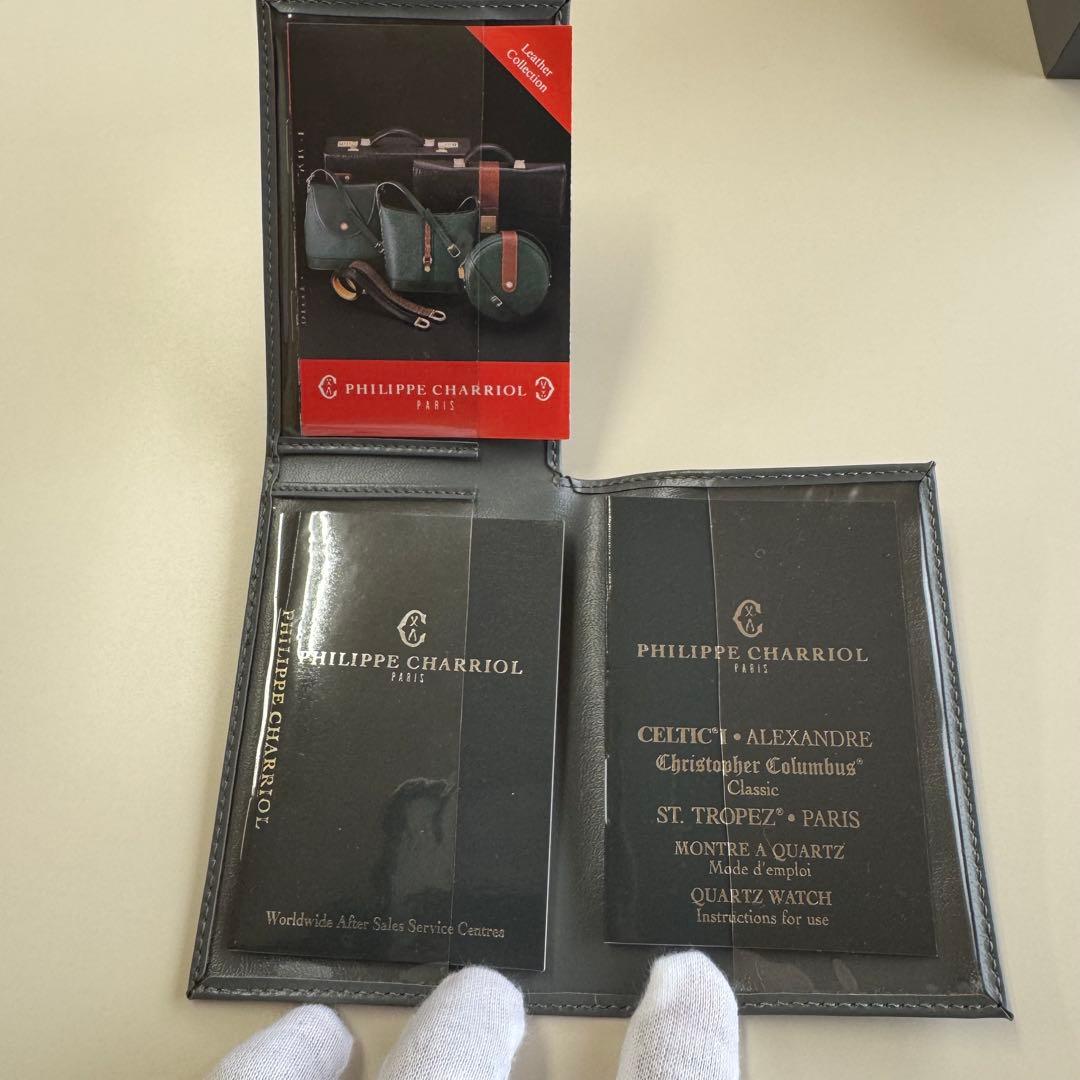 Leather
Collection
PHILIPPE CHARRIOL
PARIS
PHILIPPE CHARRIOL
PHILIPPE CHARRIOL
PARIS
Worldwide After Sales Service Centres
PHILIPPE CHARRIOL
PARIS
CELTIC® I • ALEXANDRE
Christopher Columbus®
Classic
ST. TROPEZ® • PARIS
MONTRE A QUARTZ
Mode d'emploi
QUARTZ WATCH
Instructions for use